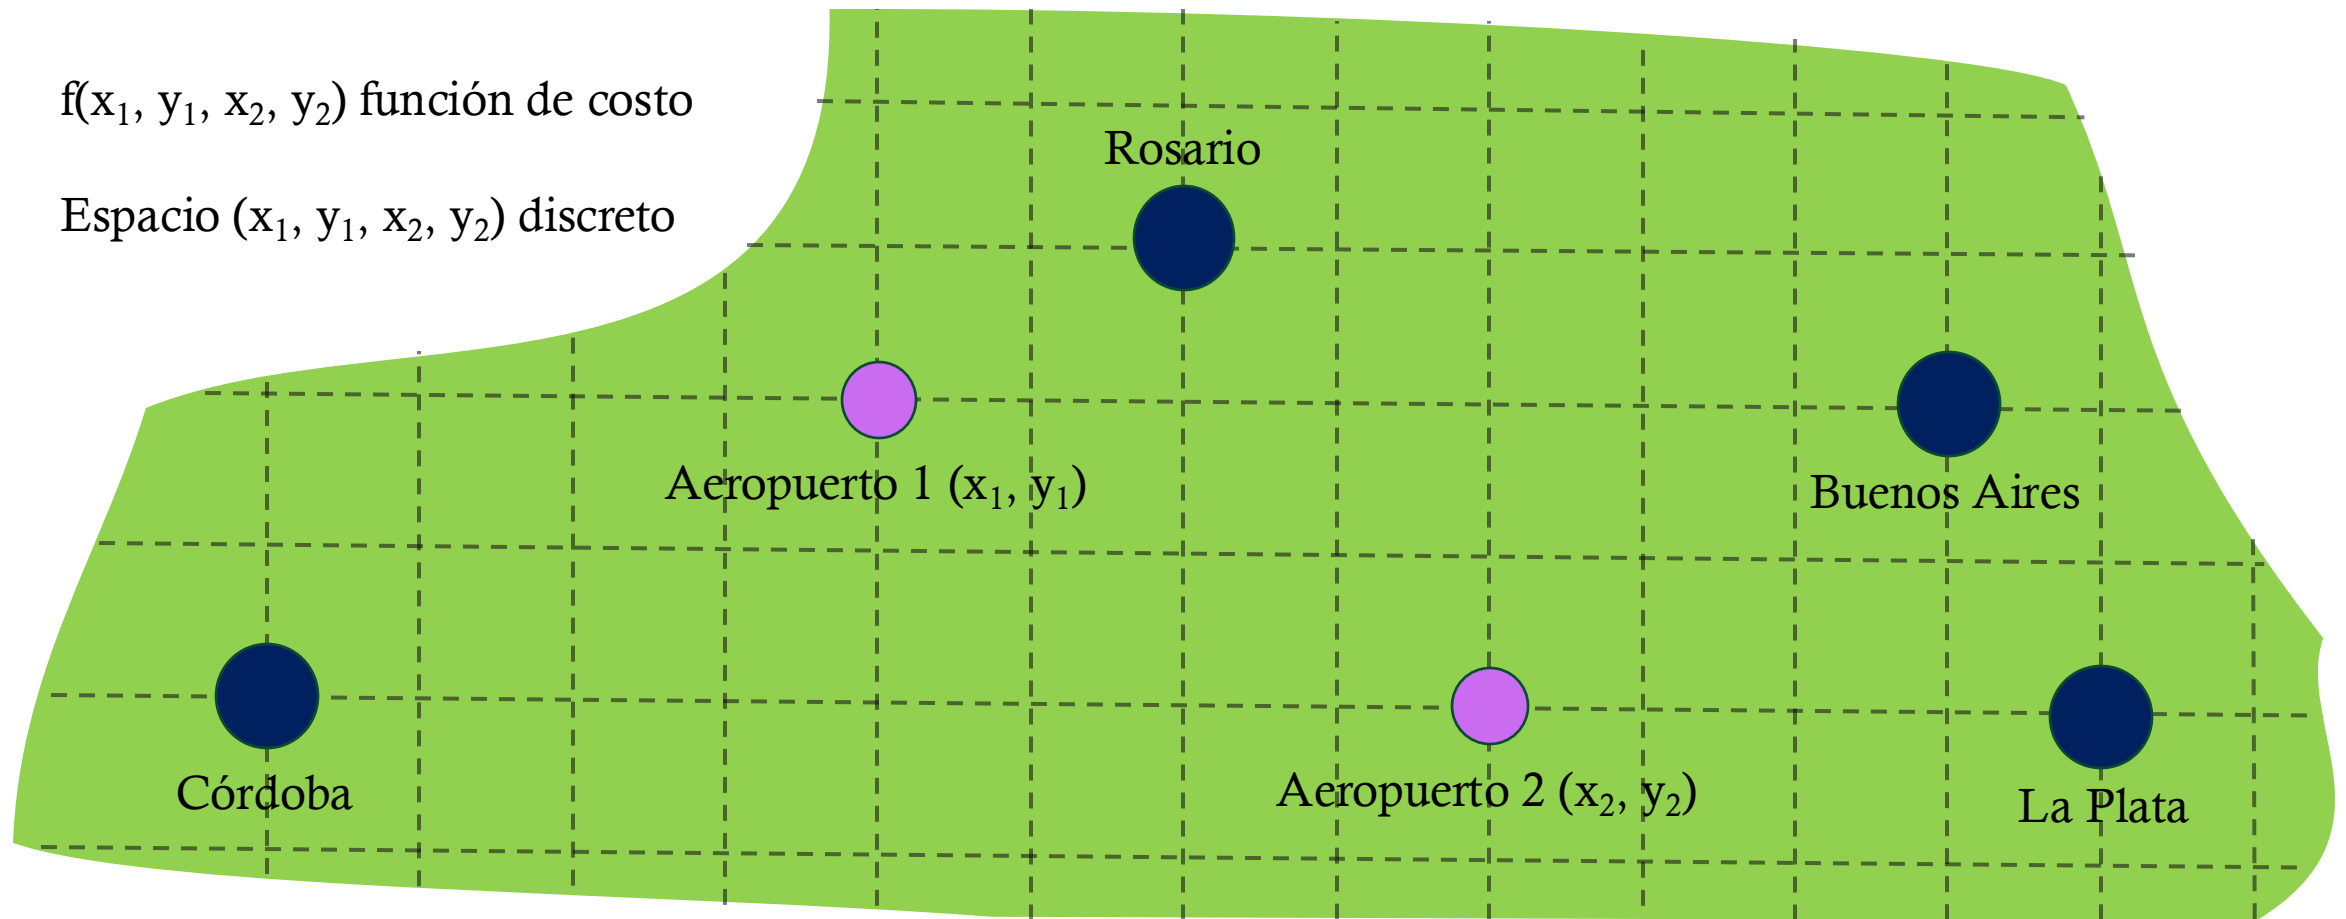 f(x₁, y₁, x₂, y₂) función de costo
Espacio (x₁, y₁, x₂, y₂) discreto
Rosario
Aeropuerto 1 (x₁, y₁)
Buenos Aires
Córdoba
Aeropuerto 2 (x₂, y₂)
La Plata